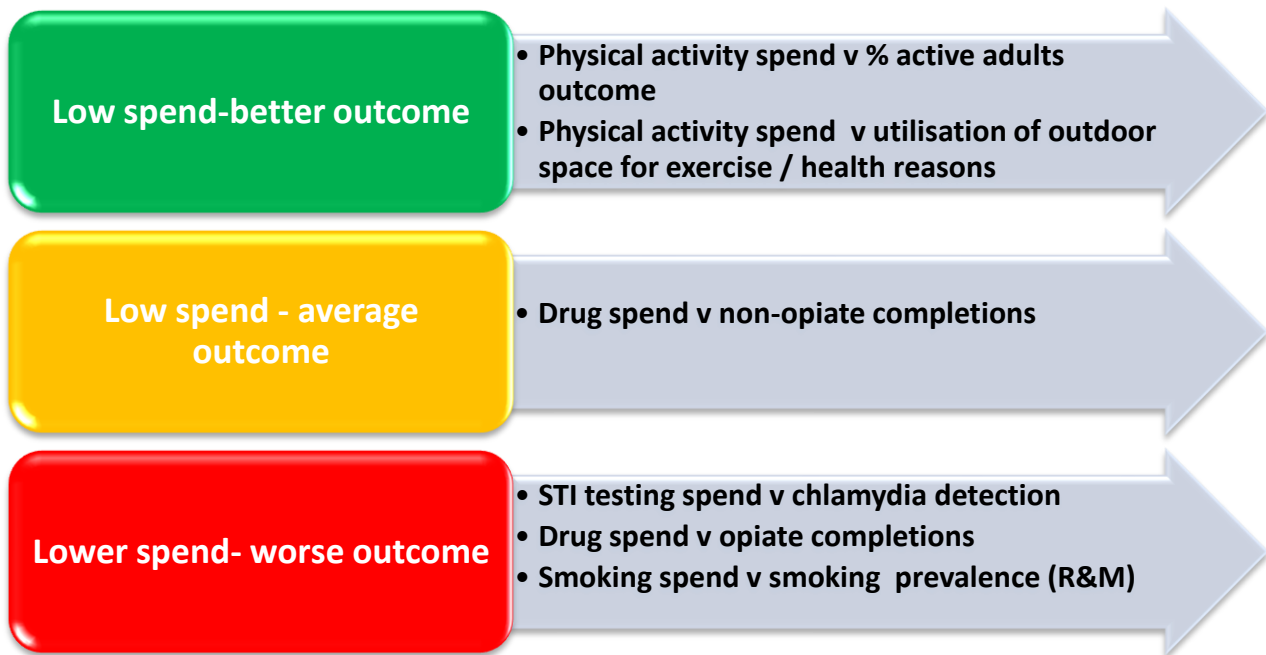 Low spend-better outcome
• Physical activity spend v % active adults
outcome
• Physical activity spend  v utilisation of outdoor
space for exercise / health reasons
Low spend - average
outcome
• Drug spend v non-opiate completions
Lower spend- worse outcome
• STI testing spend v chlamydia detection
• Drug spend v opiate completions
• Smoking spend v smoking  prevalence (R&M)